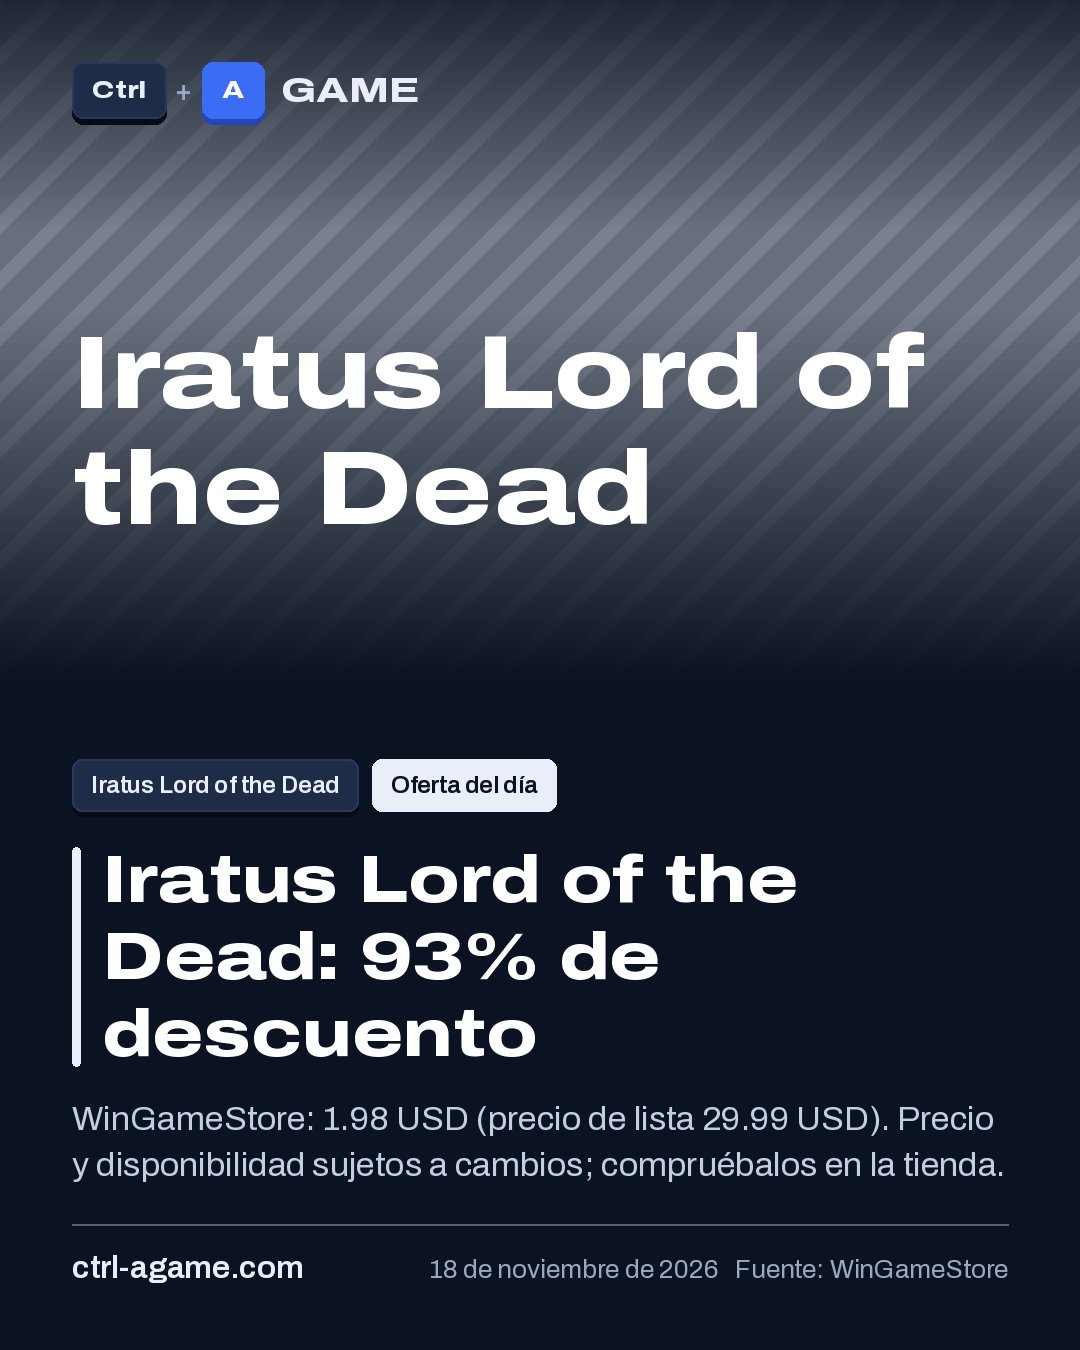 Ctrl + A GAME
Iratus Lord of
the Dead
Iratus Lord of the Dead Oferta del día
Iratus Lord of the
Dead: 93% de
descuento
WinGameStore: 1.98 USD (precio de lista 29.99 USD). Precio
y disponibilidad sujetos a cambios; compruébalos en la tienda.
ctrl-agame.com 18 de noviembre de 2026 Fuente: WinGameStore